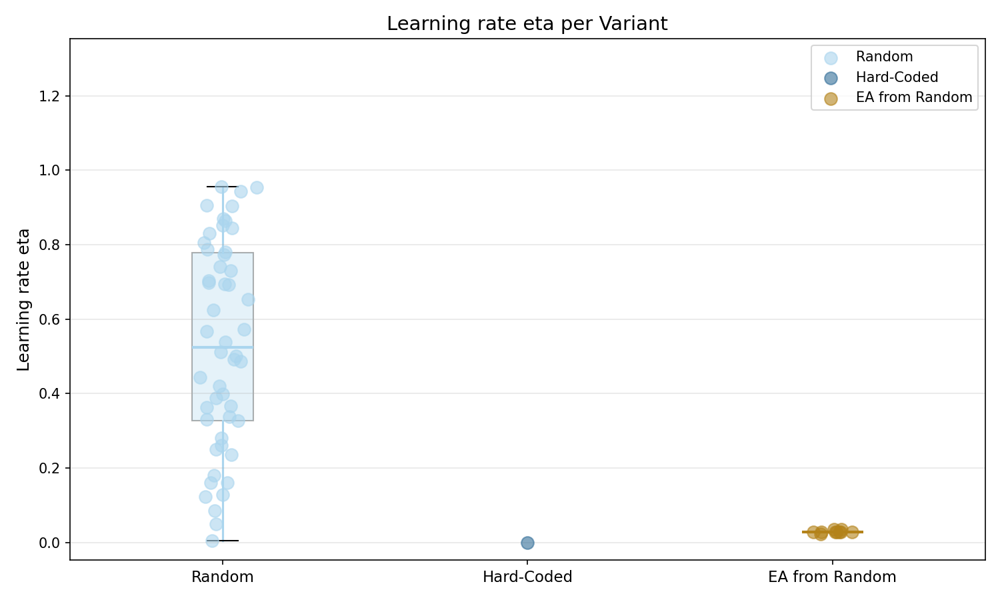 Learning rate eta per Variant
Random
Hard-Coded
EA from Random
Learning rate eta
1.2
1.0
0.8
0.6
0.4
0.2
0.0
Random
Hard-Coded
EA from Random